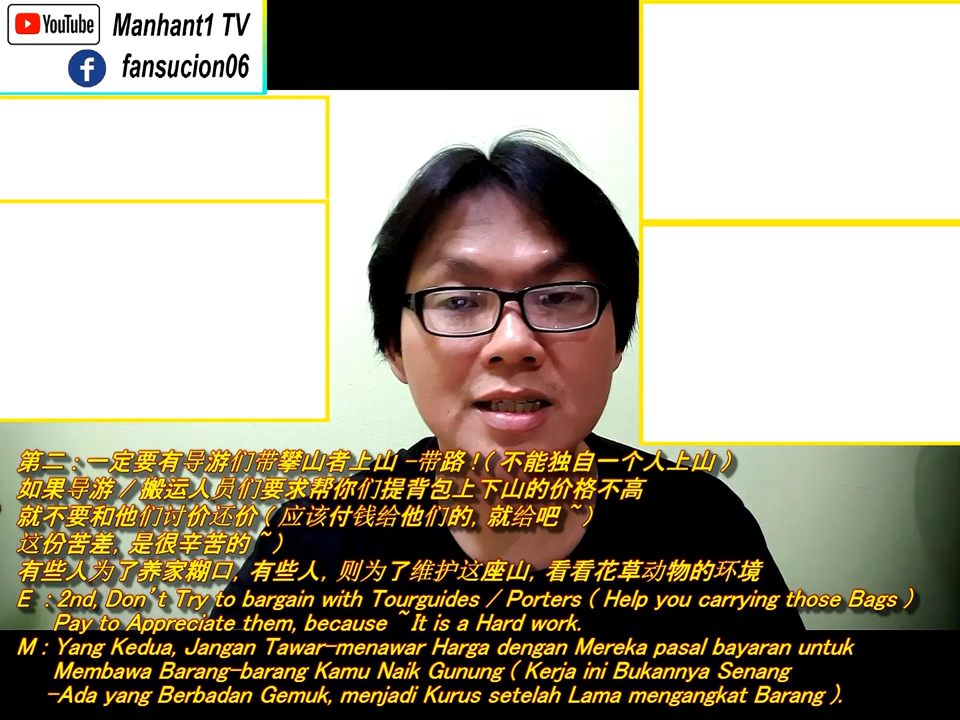 YouTube Manhant1 TV
f fansucion06
第二：一定要有导游们带攀山者上山 -带路！( 不能独自一个人上山 )
如果导游 / 搬运人员们要求帮你们提背包上下山的价格不高
就不要和他们讨价还价 ( 应该付钱给他们的, 就给吧 ~ )
这份苦差, 是很辛苦的 ~ )
有些人为了养家糊口, 有些人, 则为了维护这座山, 看看花草动物的环境
E : 2nd, Don't Try to bargain with Tourguides / Porters ( Help you carrying those Bags )
Pay to Appreciate them, because ~ It is a Hard work.
M : Yang Kedua, Jangan Tawar-menawar Harga dengan Mereka pasal bayaran untuk
Membawa Barang-barang Kamu Naik Gunung ( Kerja ini Bukannya Senang
-Ada yang Berbadan Gemuk, menjadi Kurus setelah Lama mengangkat Barang ).